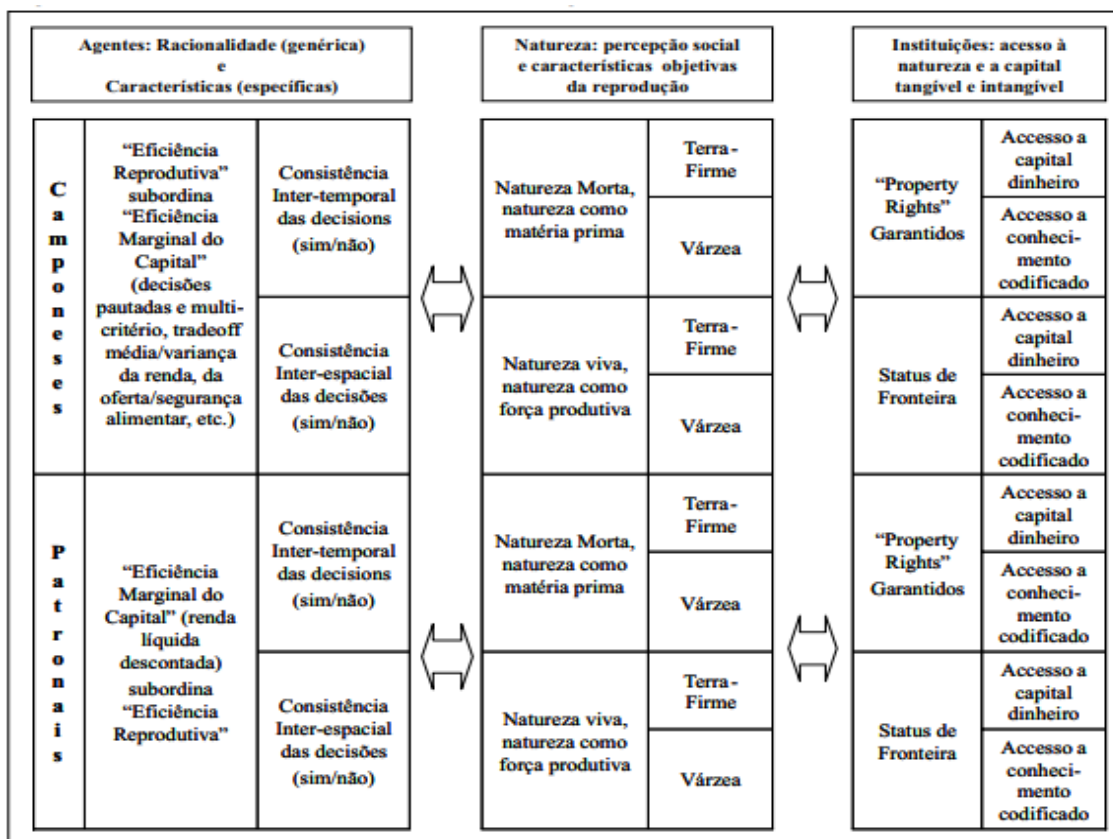 Agentes: Racionalidade (genérica)
e
Características (específicas)
Natureza: percepção social
e características objetivas
da reprodução
Instituições: acesso à
natureza e a capital
tangível e intangível
Camponeses
“Eficiência
Reprodutiva”
subordina
“Eficiência
Marginal do
Capital”
(decisões
pautadas e multi-
critério, tradeoff
média/variança
da renda, da
oferta/segurança
alimentar, etc.)
Consistência
Inter-temporal
das decisions
(sim/não)
Consistência
Inter-espacial
das decisões
(sim/não)
Natureza Morta,
natureza como
matéria prima
Terra-
Firme
Várzea
Natureza viva,
natureza como
força produtiva
Terra-
Firme
Várzea
“Property
Rights”
Garantidos
Accesso a
capital
dinheiro
Accesso a
conheci-
mento
codificado
Status de
Fronteira
Accesso a
capital
dinheiro
Accesso a
conheci-
mento
codificado
Patronais
“Eficiência
Marginal do
Capital” (renda
líquida
descontada)
subordina
“Eficiência
Reprodutiva”
Consistência
Inter-temporal
das decisions
(sim/não)
Consistência
Inter-espacial
das decisões
(sim/não)
Natureza Morta,
natureza como
matéria prima
Terra-
Firme
Várzea
Natureza viva,
natureza como
força produtiva
Terra-
Firme
Várzea
“Property
Rights”
Garantidos
Accesso a
capital
dinheiro
Accesso a
conheci-
mento
codificado
Status de
Fronteira
Accesso a
capital
dinheiro
Accesso a
conheci-
mento
codificado